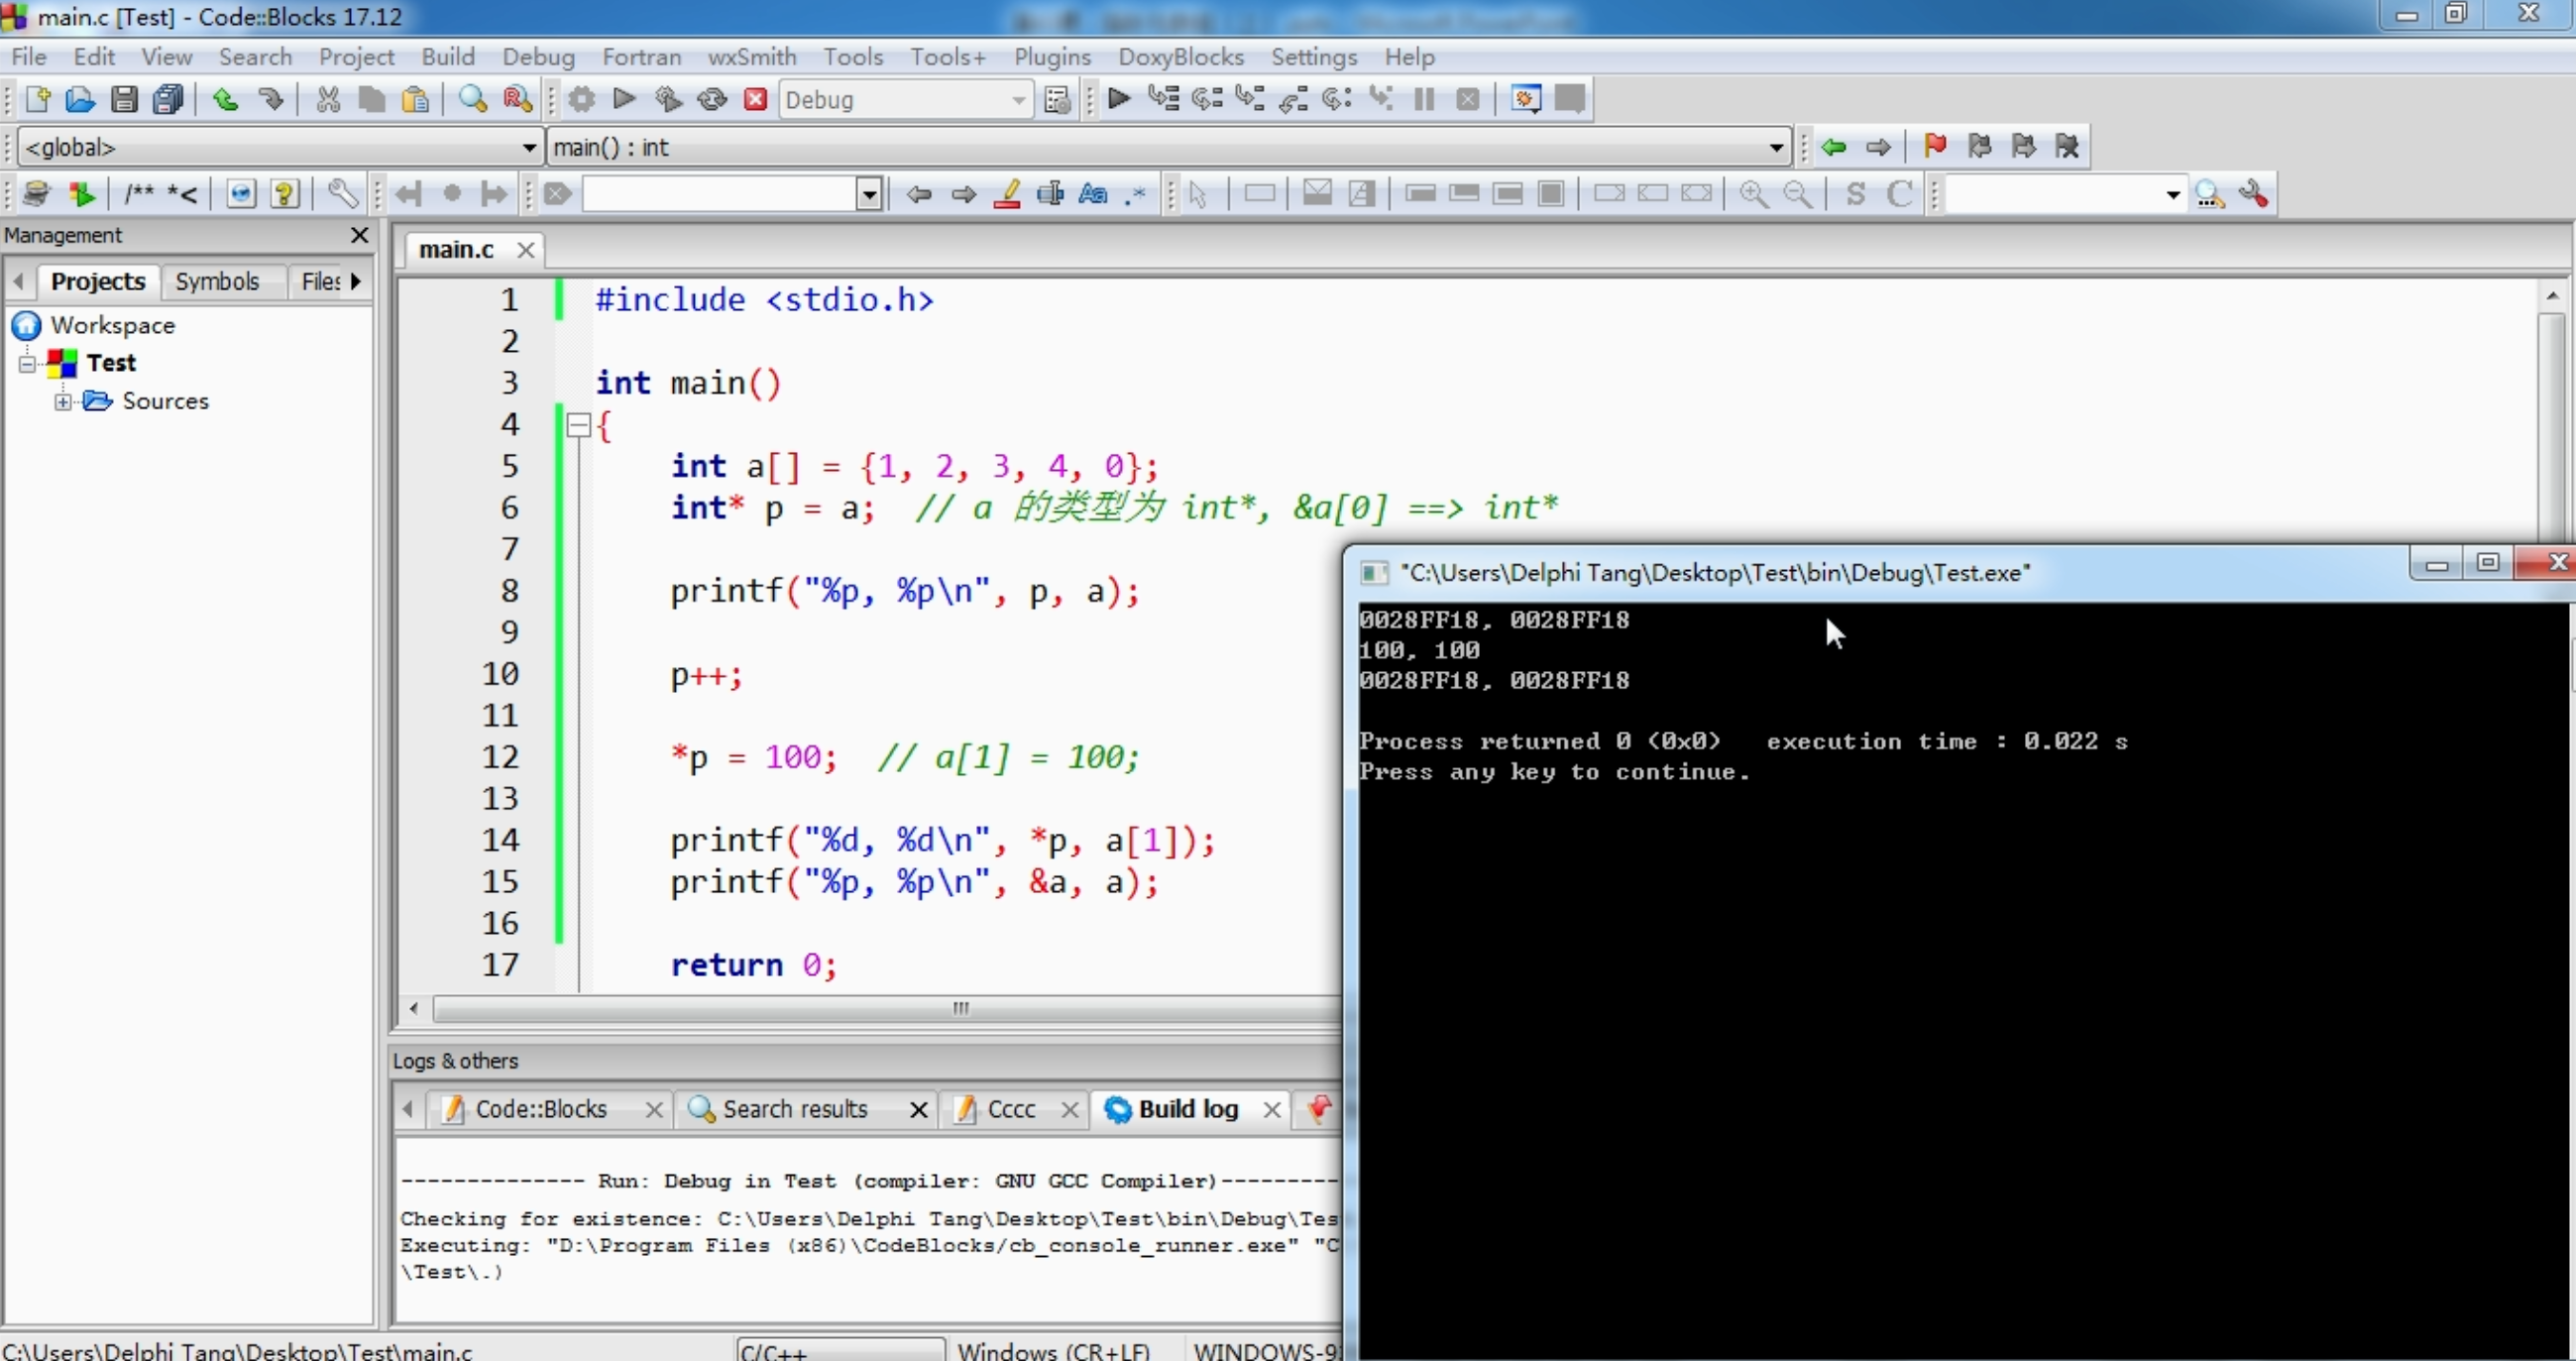 main.c [Test] - Code::Blocks 17.12
File Edit View Search Project Build Debug Fortran wxSmith Tools Tools+ Plugins DoxyBlocks Settings Help
Debug
<global> main() : int
/** *< Aa .* S C
Management
main.c
Projects Symbols Files
Workspace
Test
Sources
1 #include <stdio.h>
2
3 int main()
4 {
5 int a[] = {1, 2, 3, 4, 0};
6 int* p = a; // a 的类型为 int*, &a[0] ==> int*
7
8 printf("%p, %p\n", p, a);
9
10 p++;
11
12 *p = 100; // a[1] = 100;
13
14 printf("%d, %d\n", *p, a[1]);
15 printf("%p, %p\n", &a, a);
16
17 return 0;
"C:\Users\Delphi Tang\Desktop\Test\bin\Debug\Test.exe"
0028FF18, 0028FF18
100, 100
0028FF18, 0028FF18
Process returned 0 (0x0) execution time : 0.022 s
Press any key to continue.
Logs & others
Code::Blocks Search results Cccc Build log
-------------- Run: Debug in Test (compiler: GNU GCC Compiler)---------
Checking for existence: C:\Users\Delphi Tang\Desktop\Test\bin\Debug\Tes
Executing: "D:\Program Files (x86)\CodeBlocks/cb_console_runner.exe" "C
\Test\.)
C:\Users\Delphi Tang\Desktop\Test\main.c C/C++ Windows (CR+LF) WINDOWS-9